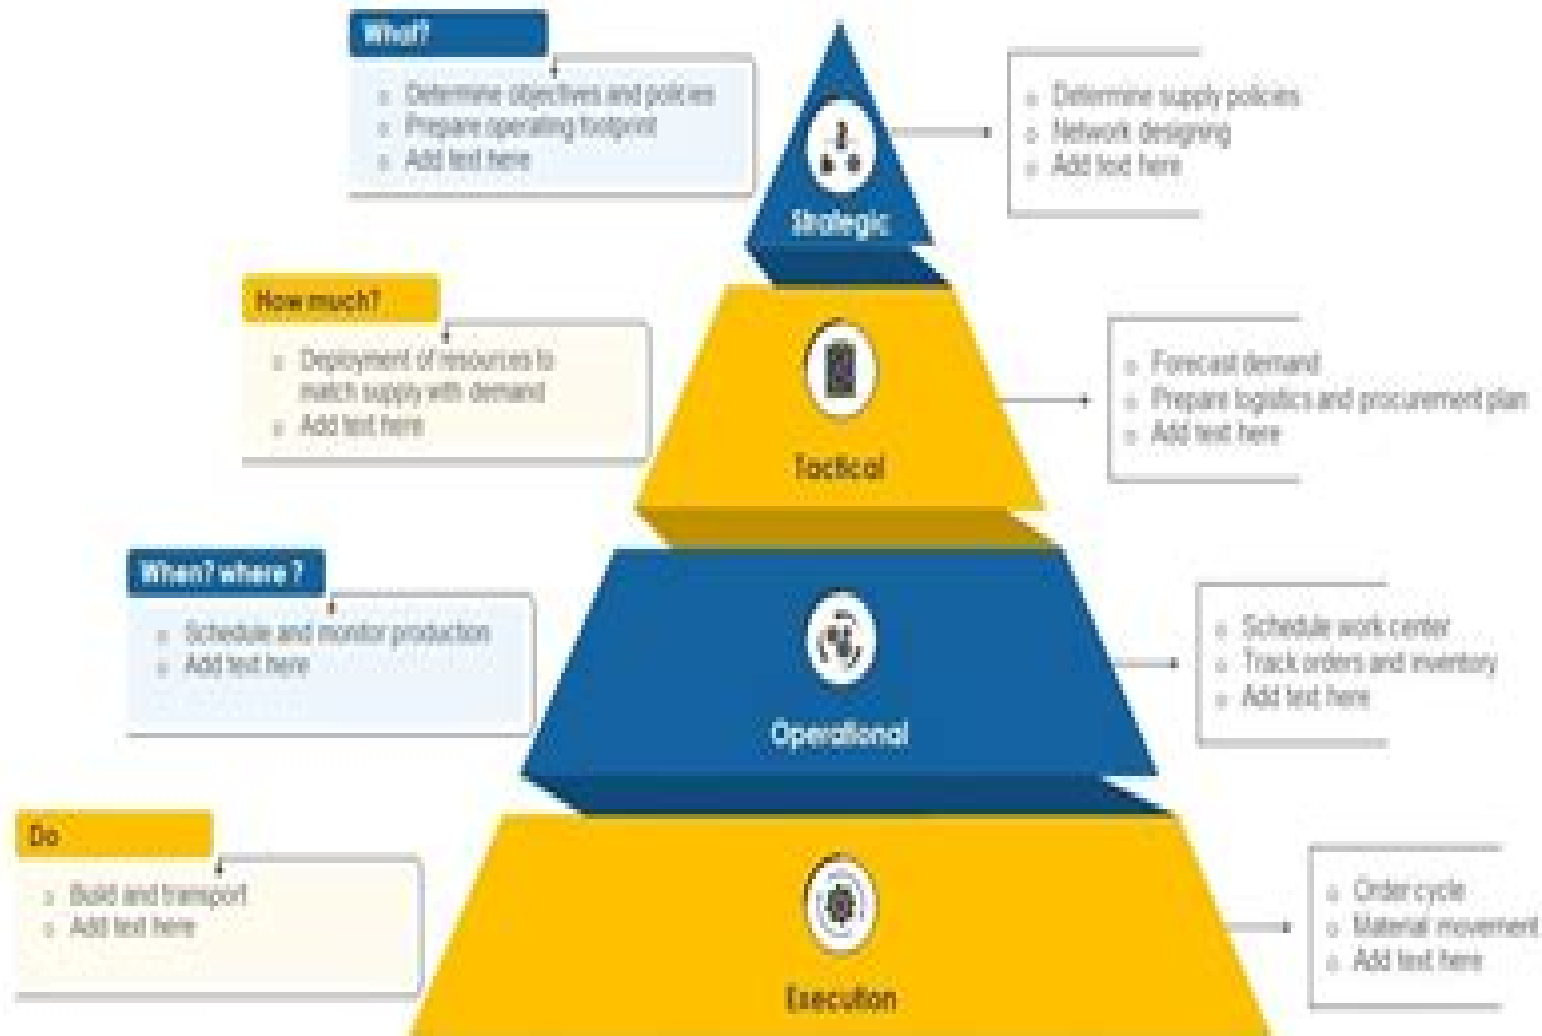 What?
Determine objectives and policies
Prepare operating footprint
Add text here
Strategic
Determine supply policies
Network designing
Add text here
How much?
Deployment of resources to
match supply with demand
Add text here
Tactical
Forecast demand
Prepare logistics and procurement plan
Add text here
When? where ?
Schedule and monitor production
Add text here
Operational
Schedule work center
Track orders and inventory
Add text here
Do
Build and transport
Add text here
Execution
Order cycle
Material movement
Add text here